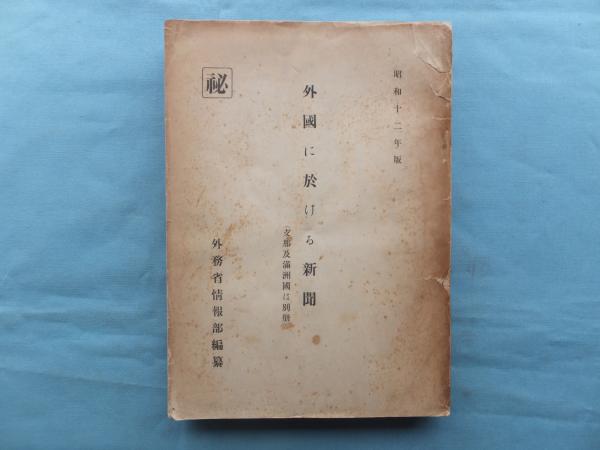 昭和十二年版
外國に於ける新聞
(支那及滿洲國は別册)
祕
外務省情報部編纂